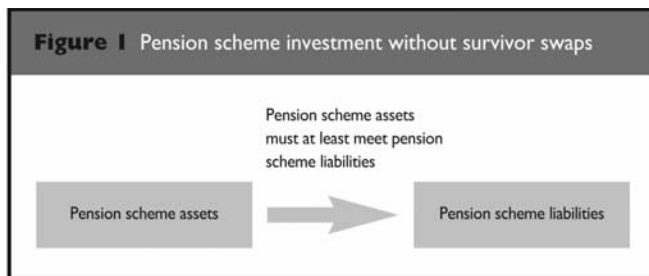 Figure 1 Pension scheme investment without survivor swaps
Pension scheme assets
must at least meet pension
scheme liabilities
Pension scheme assets
Pension scheme liabilities